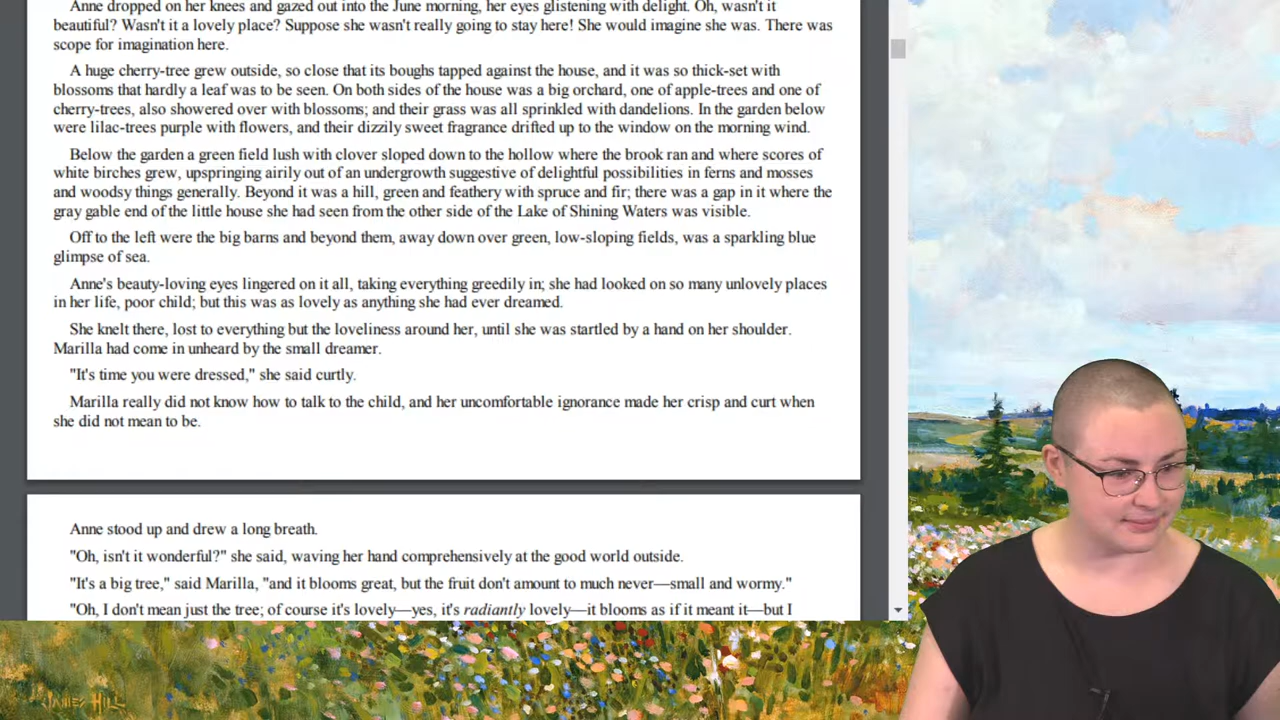 Anne dropped on her knees and gazed out into the June morning, her eyes glistening with delight. Oh, wasn't it
beautiful? Wasn't it a lovely place? Suppose she wasn't really going to stay here! She would imagine she was. There was
scope for imagination here.
A huge cherry-tree grew outside, so close that its boughs tapped against the house, and it was so thick-set with
blossoms that hardly a leaf was to be seen. On both sides of the house was a big orchard, one of apple-trees and one of
cherry-trees, also showered over with blossoms; and their grass was all sprinkled with dandelions. In the garden below
were lilac-trees purple with flowers, and their dizzily sweet fragrance drifted up to the window on the morning wind.
Below the garden a green field lush with clover sloped down to the hollow where the brook ran and where scores of
white birches grew, upspringing airily out of an undergrowth suggestive of delightful possibilities in ferns and mosses
and woodsy things generally. Beyond it was a hill, green and feathery with spruce and fir; there was a gap in it where the
gray gable end of the little house she had seen from the other side of the Lake of Shining Waters was visible.
Off to the left were the big barns and beyond them, away down over green, low-sloping fields, was a sparkling blue
glimpse of sea.
Anne's beauty-loving eyes lingered on it all, taking everything greedily in; she had looked on so many unlovely places
in her life, poor child; but this was as lovely as anything she had ever dreamed.
She knelt there, lost to everything but the loveliness around her, until she was startled by a hand on her shoulder.
Marilla had come in unheard by the small dreamer.
"It's time you were dressed," she said curtly.
Marilla really did not know how to talk to the child, and her uncomfortable ignorance made her crisp and curt when
she did not mean to be.
Anne stood up and drew a long breath.
"Oh, isn't it wonderful?" she said, waving her hand comprehensively at the good world outside.
"It's a big tree," said Marilla, "and it blooms great, but the fruit don't amount to much never—small and wormy."
"Oh, I don't mean just the tree; of course it's lovely—yes, it's radiantly lovely—it blooms as if it meant it—but I
JAMES HILL